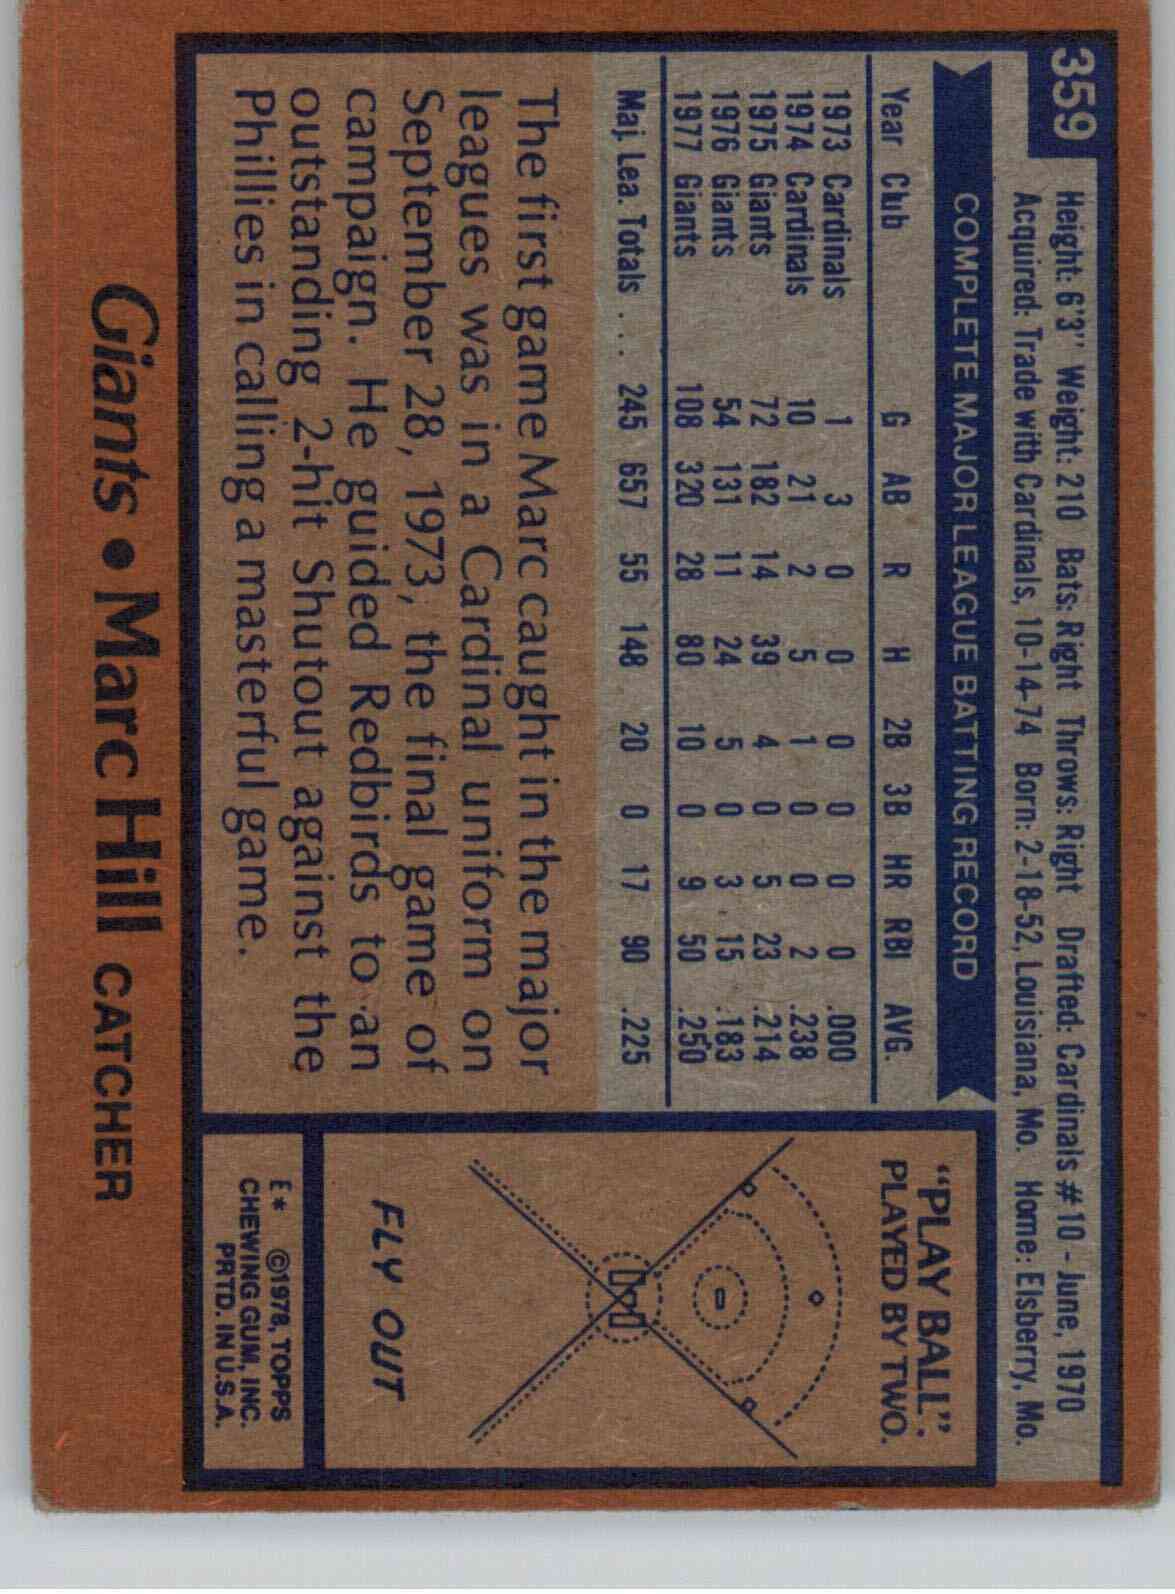 359
Height: 6'3" Weight: 210 Bats: Right Throws: Right Drafted: Cardinals #10 - June, 1970
Acquired: Trade with Cardinals, 10-14-74 Born: 2-18-52, Louisiana, Mo. Home: Elsberry, Mo.
COMPLETE MAJOR LEAGUE BATTING RECORD
Year Club G AB R H 2B 3B HR RBI AVG.
1973 Cardinals 1 3 0 0 0 0 0 0 .000
1974 Cardinals 10 21 2 5 1 0 0 2 .238
1975 Giants 72 182 14 39 4 0 5 23 .214
1976 Giants 54 131 11 24 5 0 3 15 .183
1977 Giants 108 320 28 80 10 0 9 50 .250
Maj. Lea. Totals ... 245 657 55 148 20 0 17 90 .225
The first game Marc caught in the major
leagues was in a Cardinal uniform on
September 28, 1973, the final game of
campaign. He guided Redbirds to an
outstanding 2-hit Shutout against the
Phillies in calling a masterful game.
"PLAY BALL".
PLAYED BY TWO.
FLY OUT
E* ©1978, TOPPS
CHEWING GUM, INC.
PRTD. IN U.S.A.
Giants • Marc Hill CATCHER